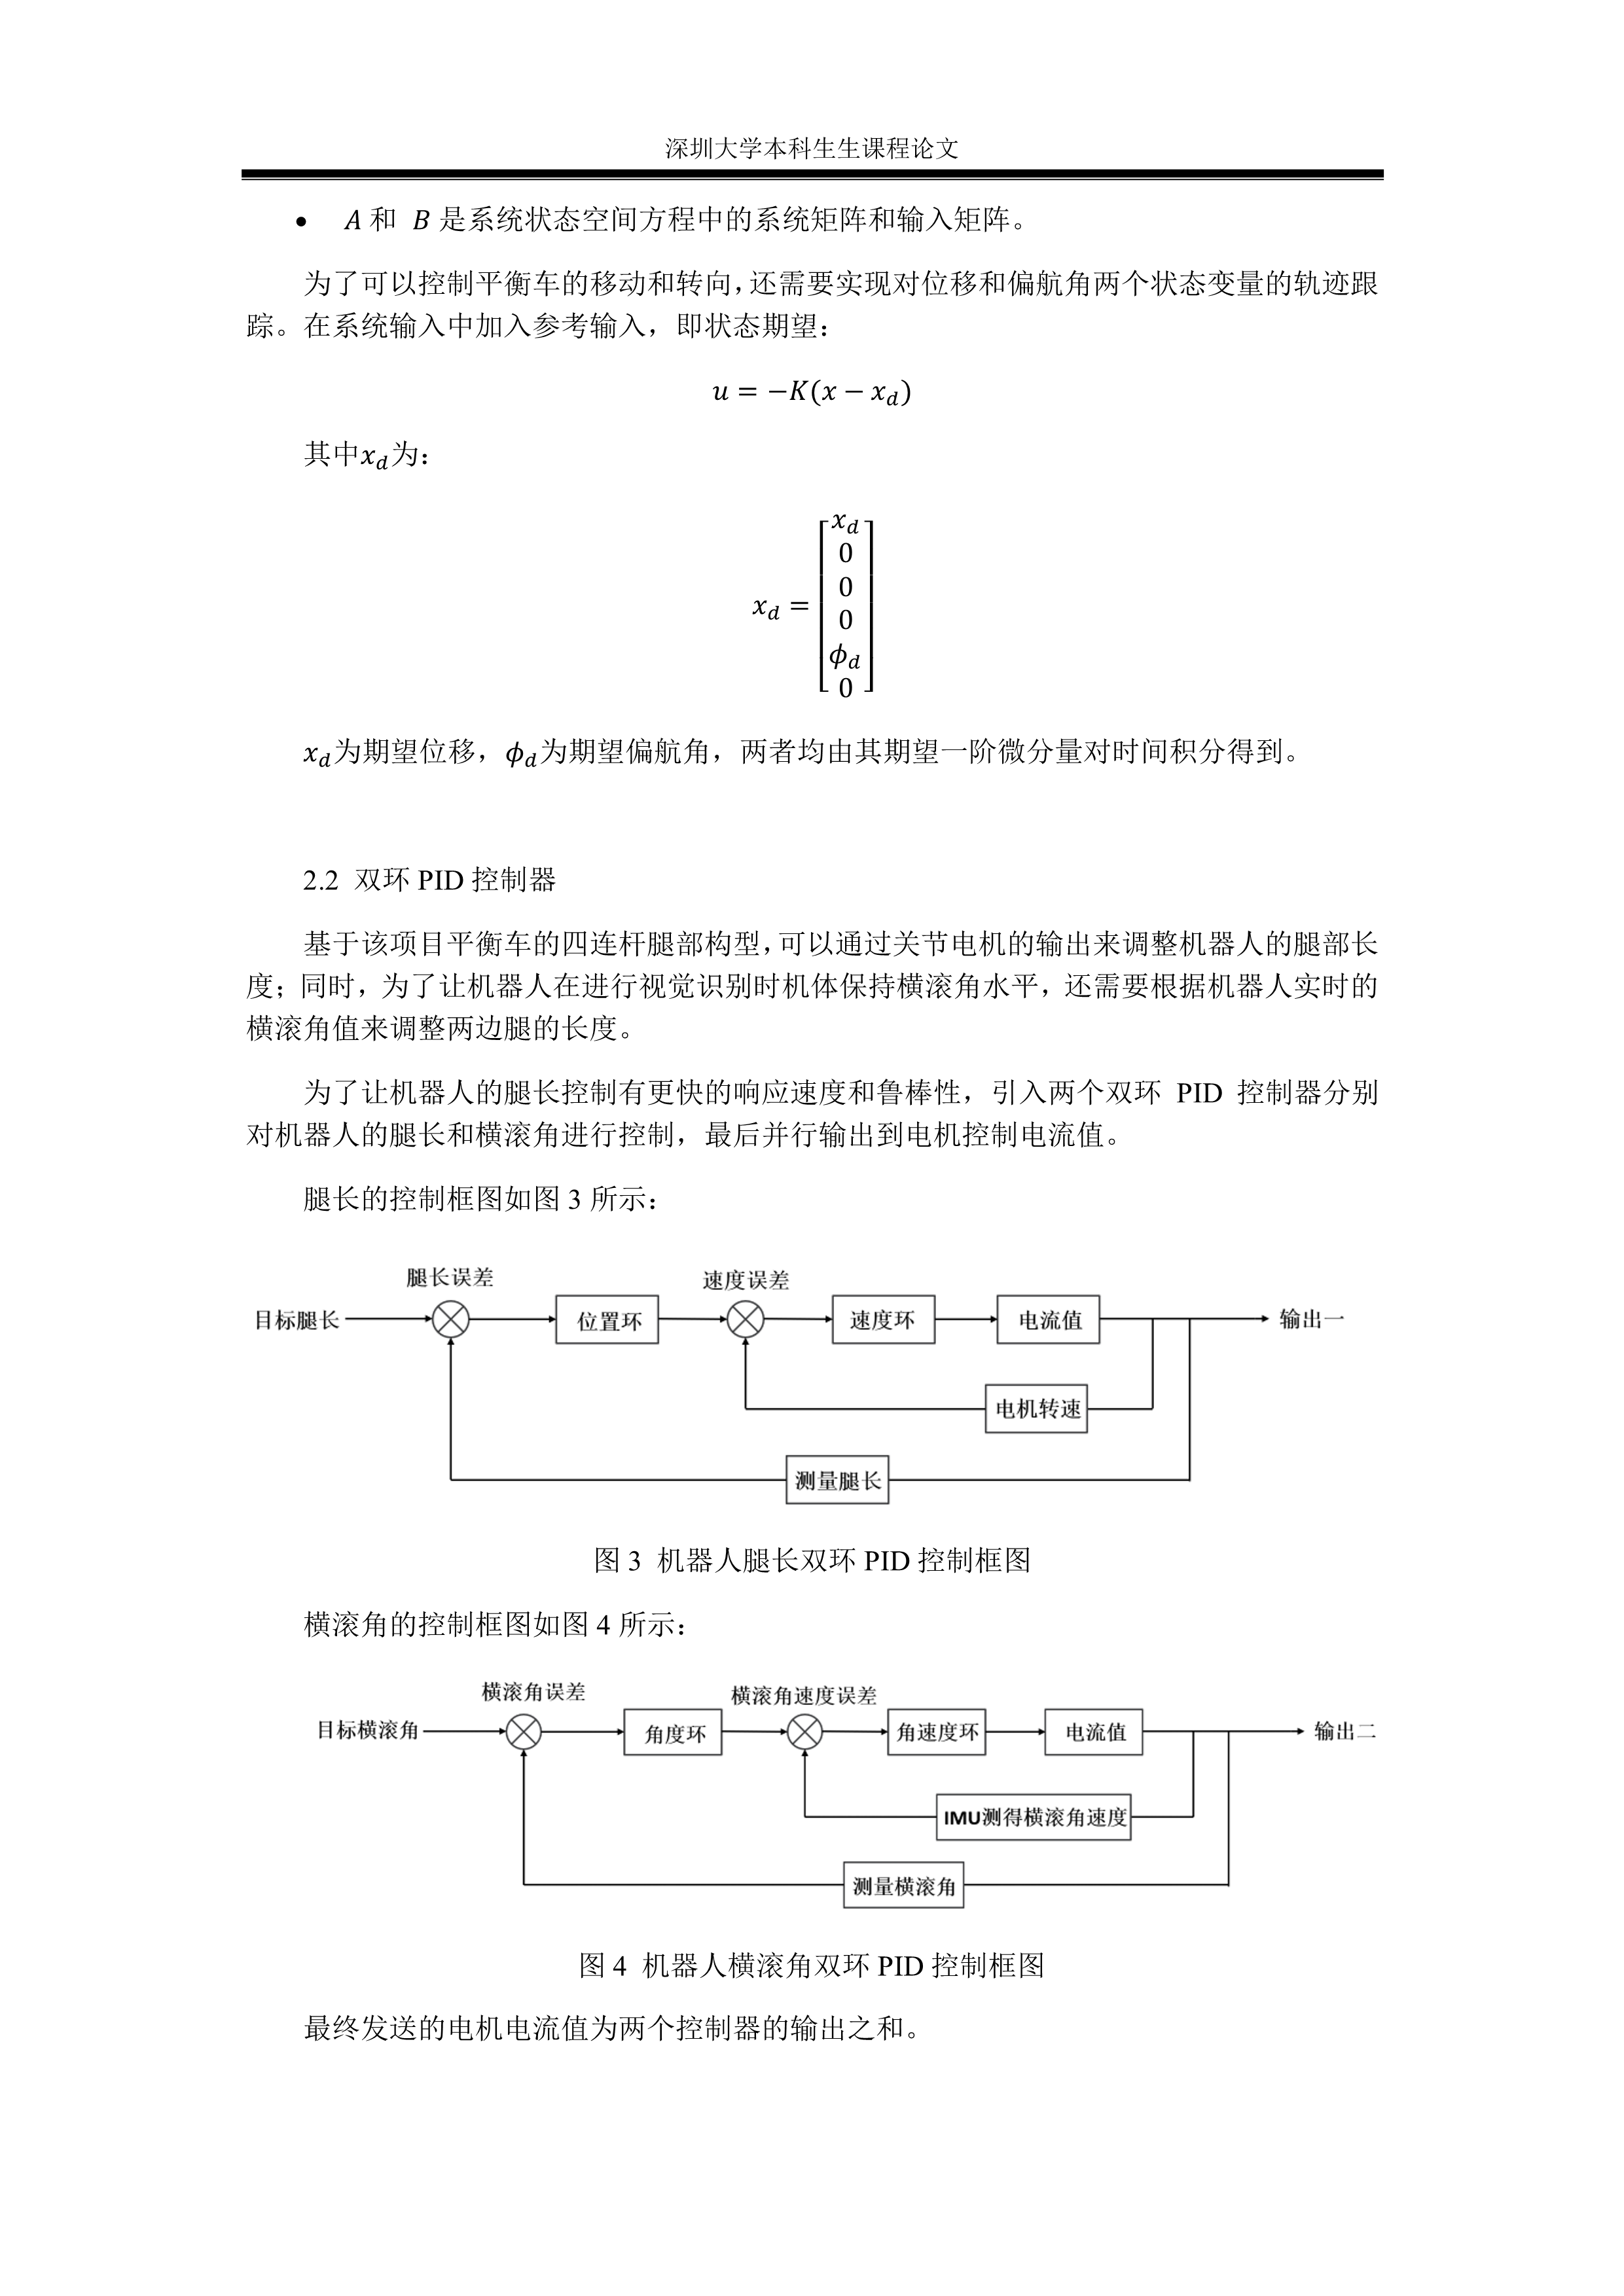 深圳大学本科生生课程论文
• A 和 B 是系统状态空间方程中的系统矩阵和输入矩阵。
为了可以控制平衡车的移动和转向，还需要实现对位移和偏航角两个状态变量的轨迹跟
踪。在系统输入中加入参考输入，即状态期望：
u = −K(x − x_d)
其中x_d为：
x_d =
x_d
0
0
0
ϕ_d
0
x_d为期望位移，ϕ_d为期望偏航角，两者均由其期望一阶微分量对时间积分得到。
2.2 双环 PID 控制器
基于该项目平衡车的四连杆腿部构型，可以通过关节电机的输出来调整机器人的腿部长
度；同时，为了让机器人在进行视觉识别时机体保持横滚角水平，还需要根据机器人实时的
横滚角值来调整两边腿的长度。
为了让机器人的腿长控制有更快的响应速度和鲁棒性，引入两个双环 PID 控制器分别
对机器人的腿长和横滚角进行控制，最后并行输出到电机控制电流值。
腿长的控制框图如图 3 所示：
腿长误差 速度误差
目标腿长 位置环 速度环 电流值 输出一
电机转速
测量腿长
图 3 机器人腿长双环 PID 控制框图
横滚角的控制框图如图 4 所示：
横滚角误差 横滚角速度误差
目标横滚角 角度环 角速度环 电流值 输出二
IMU测得横滚角速度
测量横滚角
图 4 机器人横滚角双环 PID 控制框图
最终发送的电机电流值为两个控制器的输出之和。